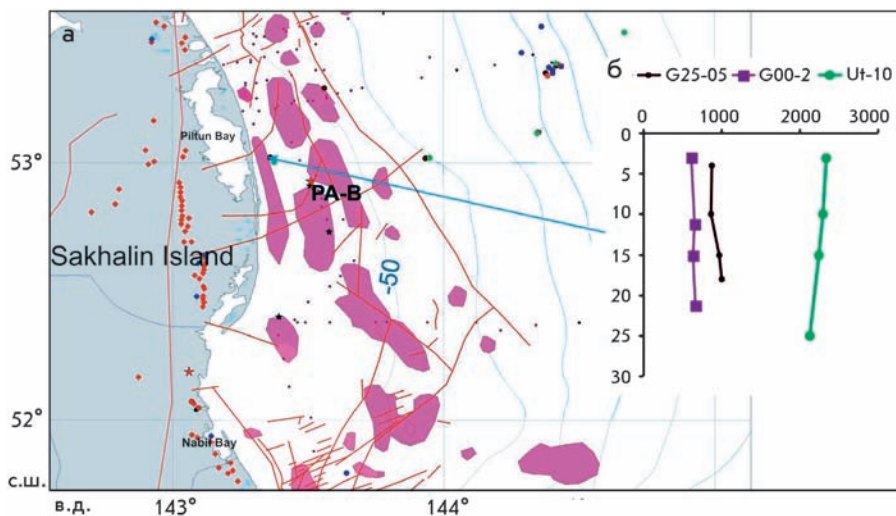 а
б
G25-05 G00-2 Ut-10
0 1000 2000 3000
0
5
10
15
20
25
30
Piltun Bay
53°
PA-B
Sakhalin Island
-50
52°
Nabil Bay
с.ш.
в.д.
143°
144°